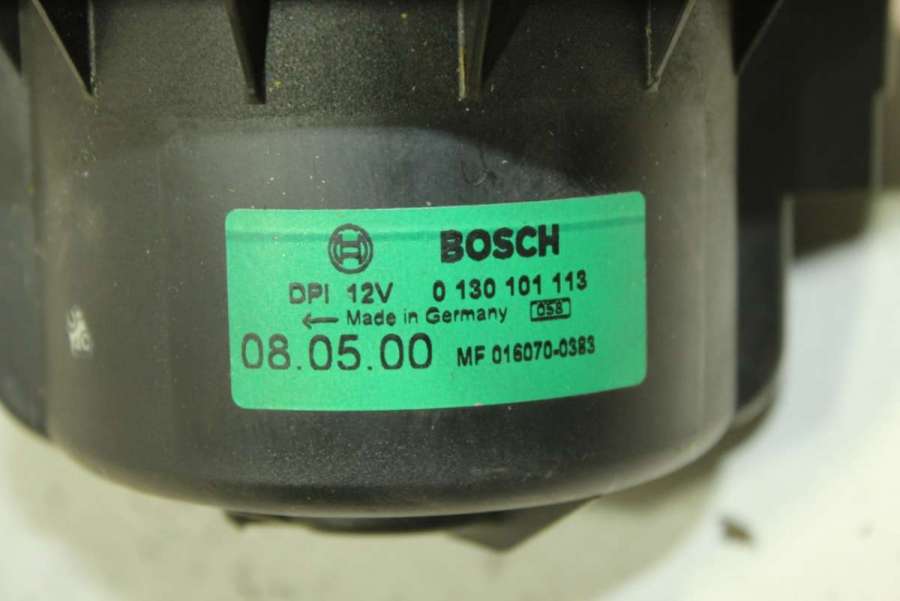 BOSCH
DPI 12V 0 130 101 113
← Made in Germany 058
08.05.00 MF 016070-0383